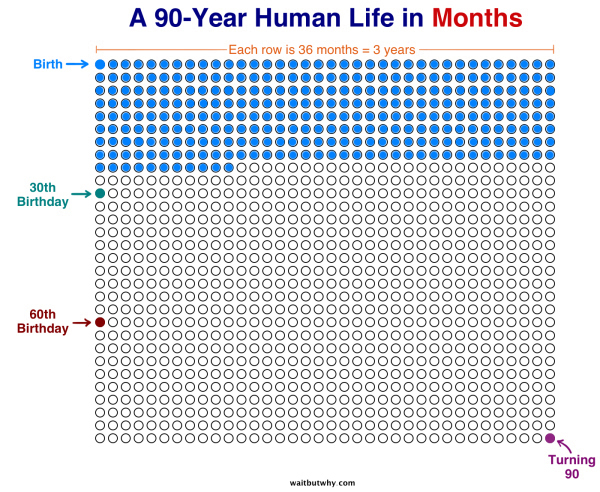 A 90-Year Human Life in Months
Each row is 36 months = 3 years
Birth
30th
Birthday
60th
Birthday
Turning
90
waitbutwhy.com